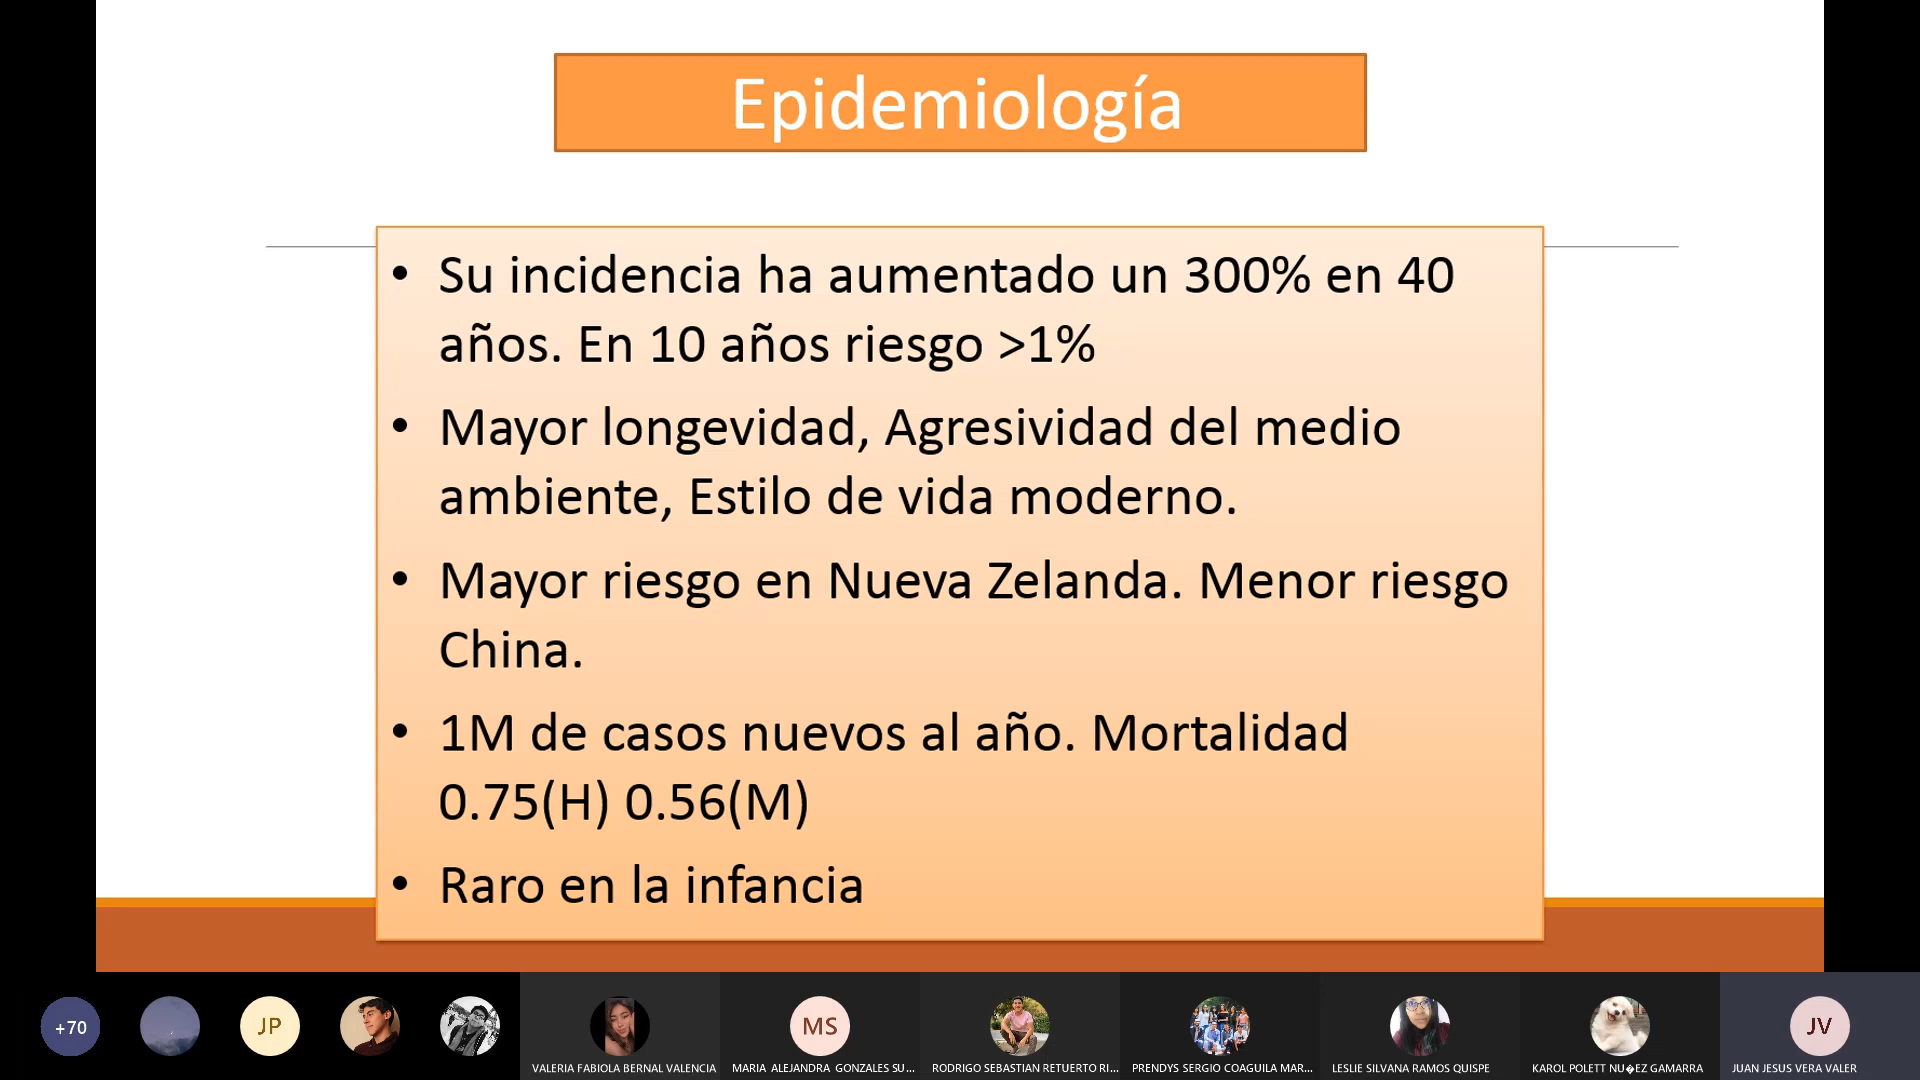 Epidemiología
• Su incidencia ha aumentado un 300% en 40
años. En 10 años riesgo >1%
• Mayor longevidad, Agresividad del medio
ambiente, Estilo de vida moderno.
• Mayor riesgo en Nueva Zelanda. Menor riesgo
China.
• 1M de casos nuevos al año. Mortalidad
0.75(H) 0.56(M)
• Raro en la infancia
+70
JP
MS
JV
VALERIA FABIOLA BERNAL VALENCIA
MARIA ALEJANDRA GONZALES SU...
RODRIGO SEBASTIAN RETUERTO RI...
PRENDYS SERGIO COAGUILA MAR...
LESLIE SILVANA RAMOS QUISPE
KAROL POLETT NU�EZ GAMARRA
JUAN JESUS VERA VALER